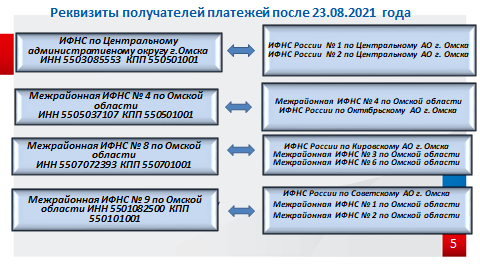 Реквизиты получателей платежей после 23.08.2021 года
ИФНС по Центральному
административному округу г.Омска
ИНН 5503085553 КПП 550501001
ИФНС России № 1 по Центральному АО г. Омска
ИФНС России № 2 по Центральному АО г. Омска
Межрайонная ИФНС № 4 по Омской
области
ИНН 5505037107 КПП 550501001
Межрайонная ИФНС № 4 по Омской области
ИФНС России по Октябрьскому АО г. Омска
Межрайонная ИФНС № 8 по Омской
области
ИНН 5507072393 КПП 550701001
ИФНС России по Кировскому АО г. Омска
Межрайонная ИФНС № 3 по Омской области
Межрайонная ИФНС № 6 по Омской области
Межрайонная ИФНС № 9 по Омской
области ИНН 5501082500 КПП
550101001
ИФНС России по Советскому АО г. Омска
Межрайонная ИФНС № 1 по Омской области
Межрайонная ИФНС № 2 по Омской области
5